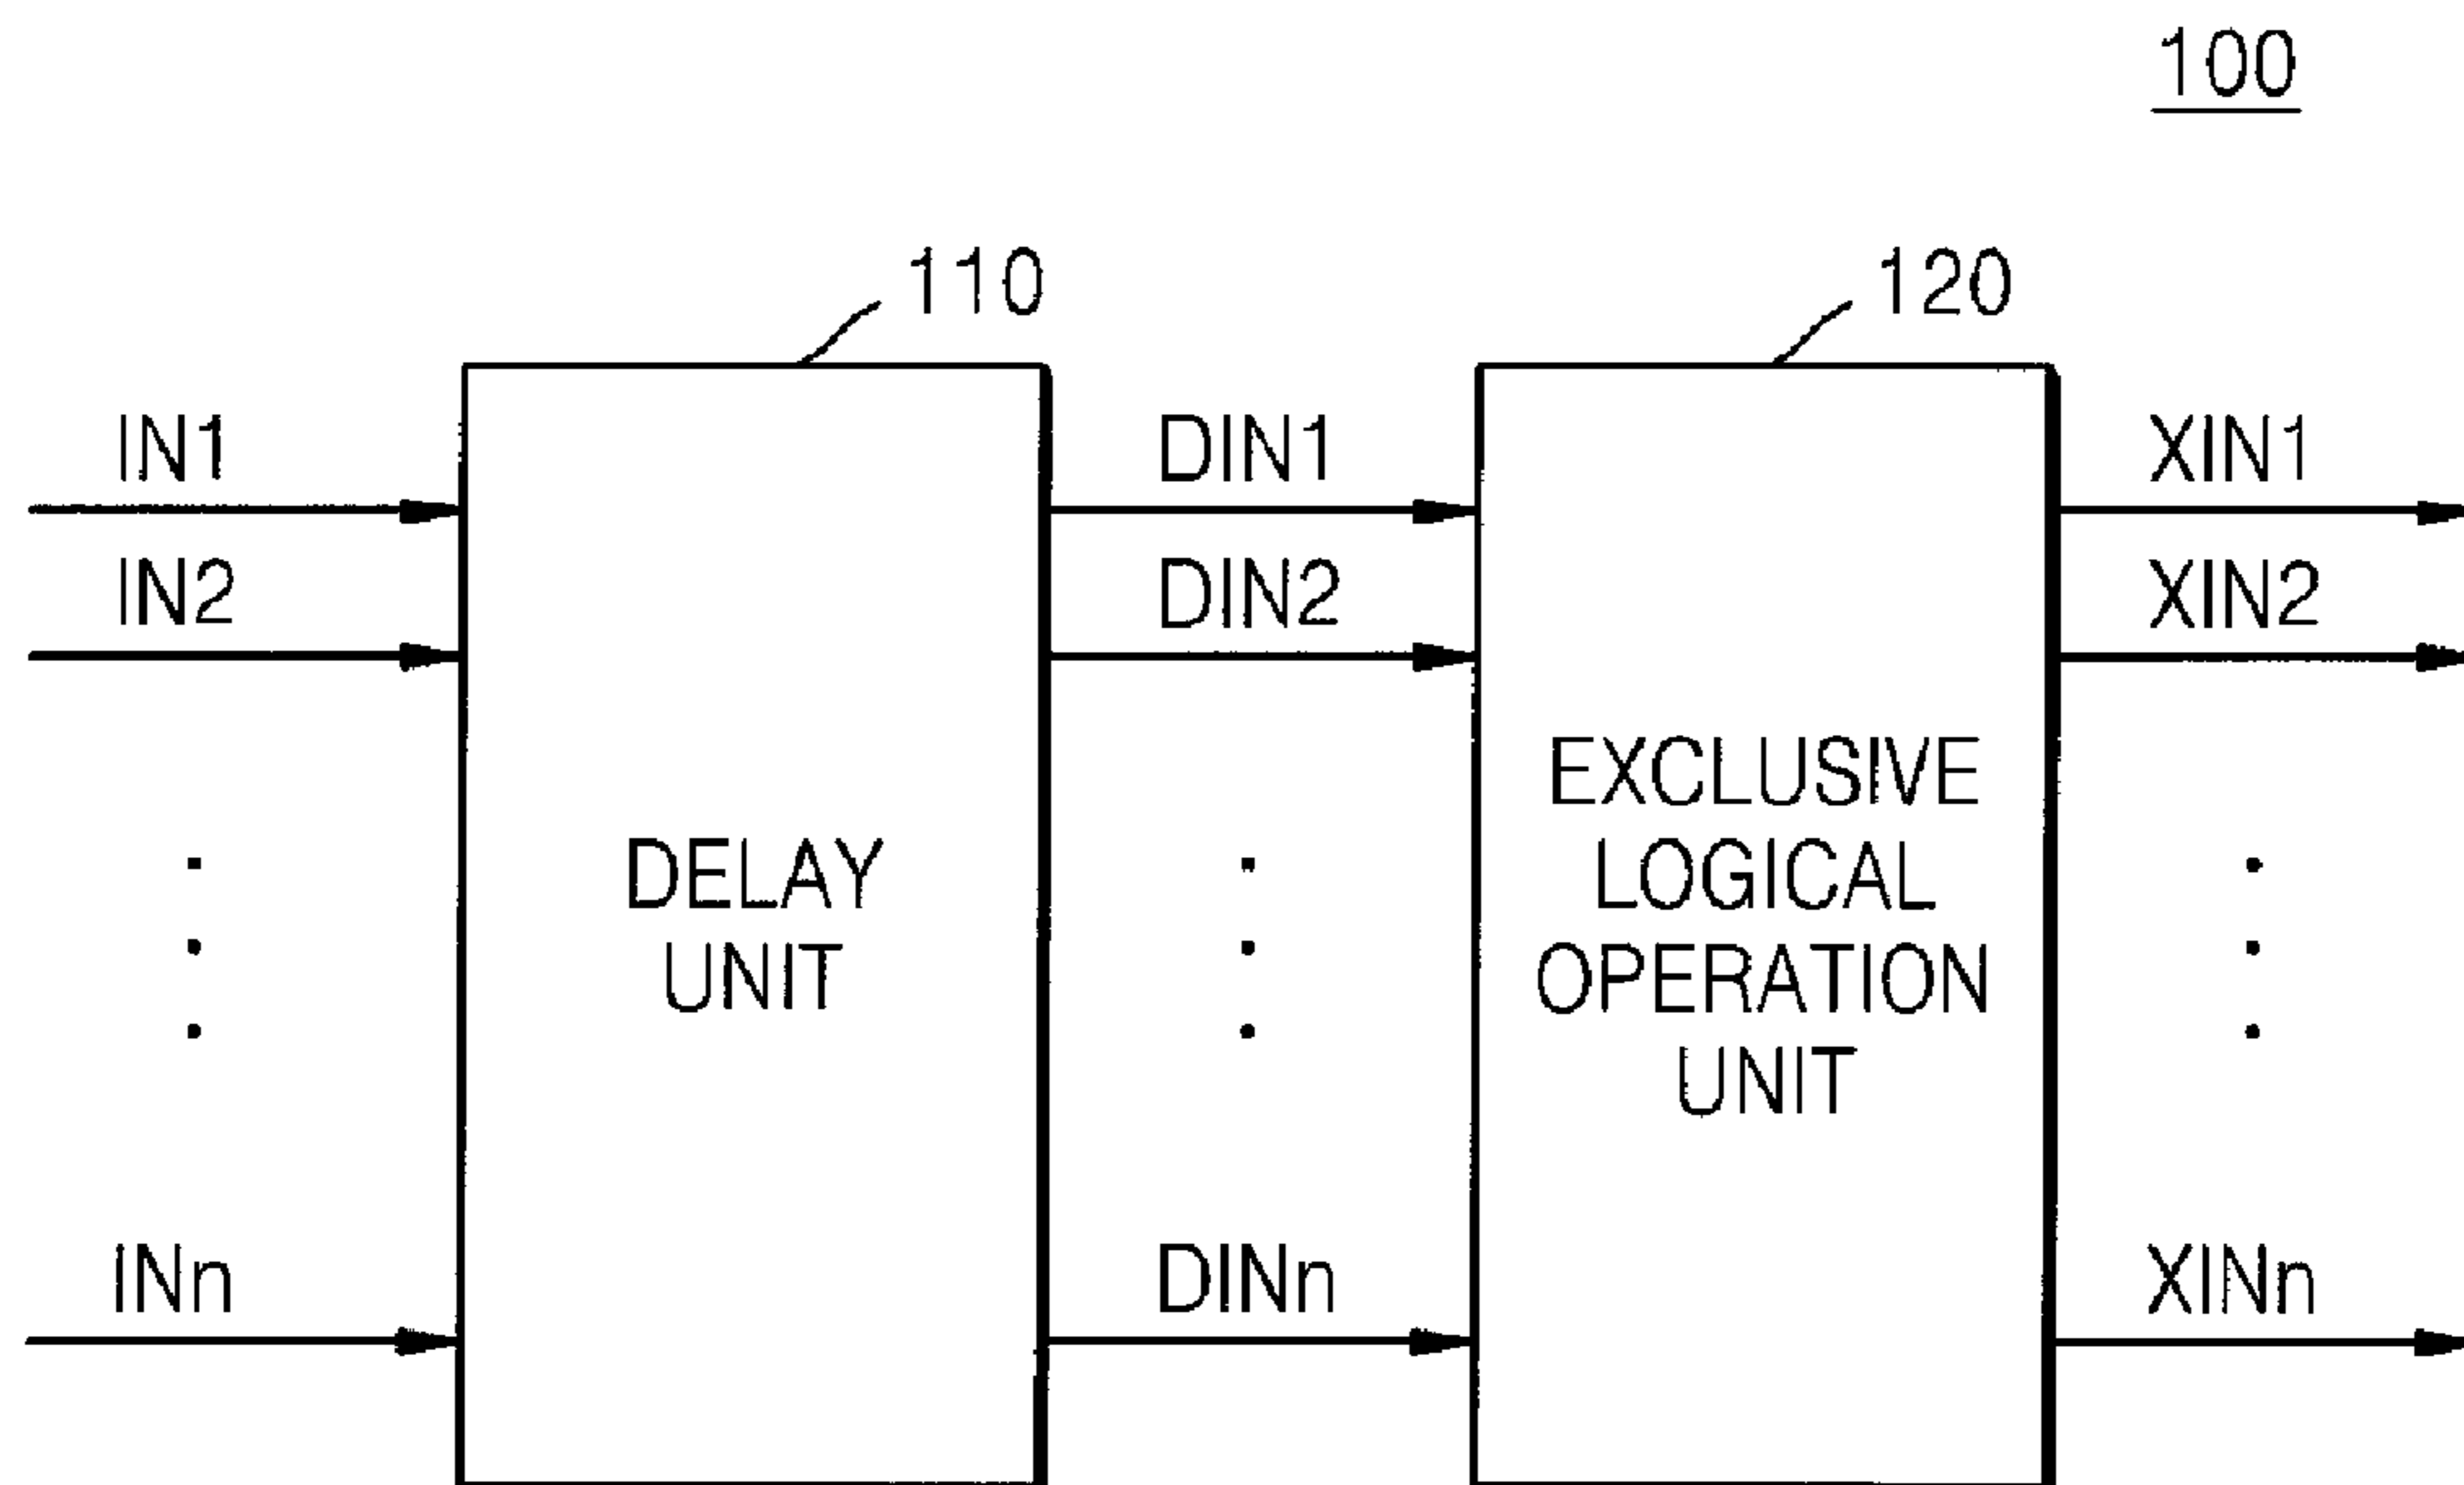 100
110
120
IN1
DIN1
XIN1
IN2
DIN2
XIN2
DELAY
UNIT
EXCLUSIVE
LOGICAL
OPERATION
UNIT
INn
DINn
XINn